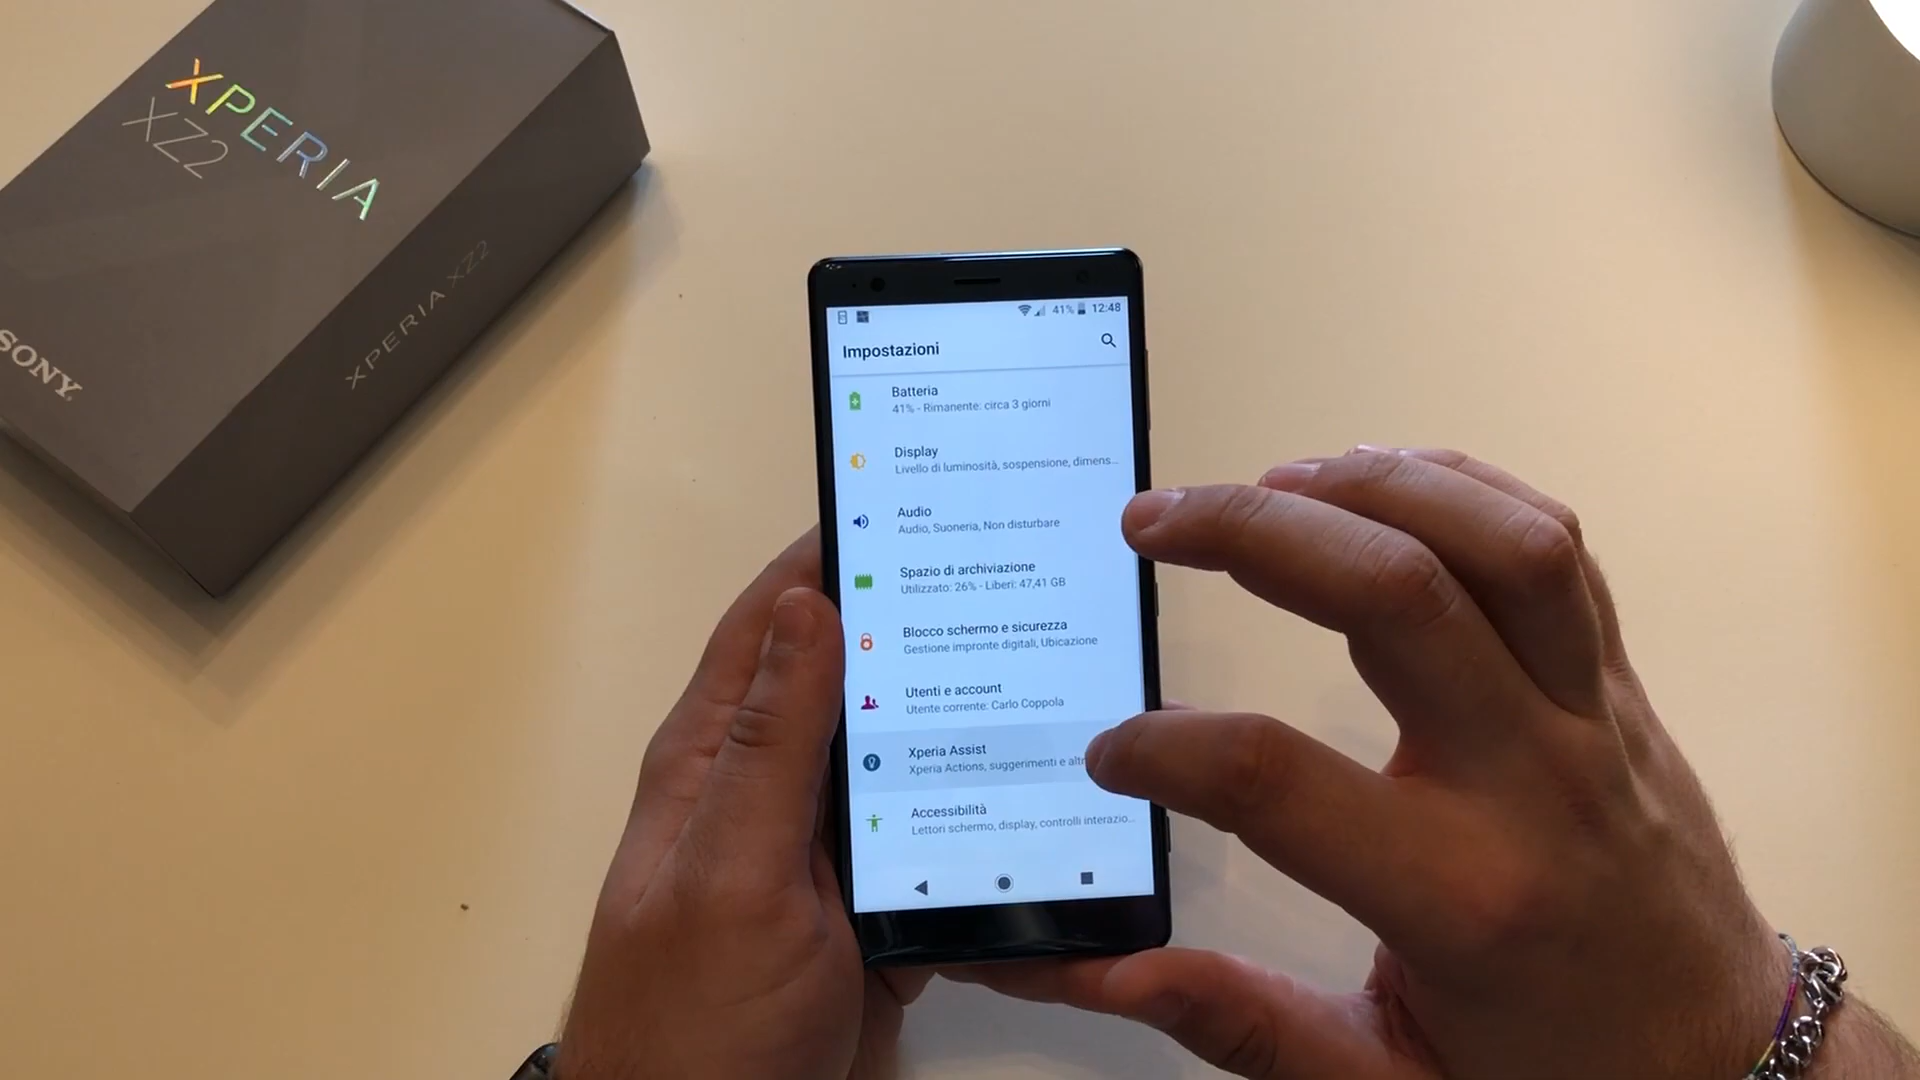 XPERIA
XZ2
XPERIA XZ2
SONY
41% 12:48
Impostazioni
Batteria
41% - Rimanente: circa 3 giorni
Display
Livello di luminosità, sospensione, dimens...
Audio
Audio, Suoneria, Non disturbare
Spazio di archiviazione
Utilizzato: 26% - Liberi: 47,41 GB
Blocco schermo e sicurezza
Gestione impronte digitali, Ubicazione
Utenti e account
Utente corrente: Carlo Coppola
Xperia Assist
Xperia Actions, suggerimenti e altr
Accessibilità
Lettori schermo, display, controlli interazio...